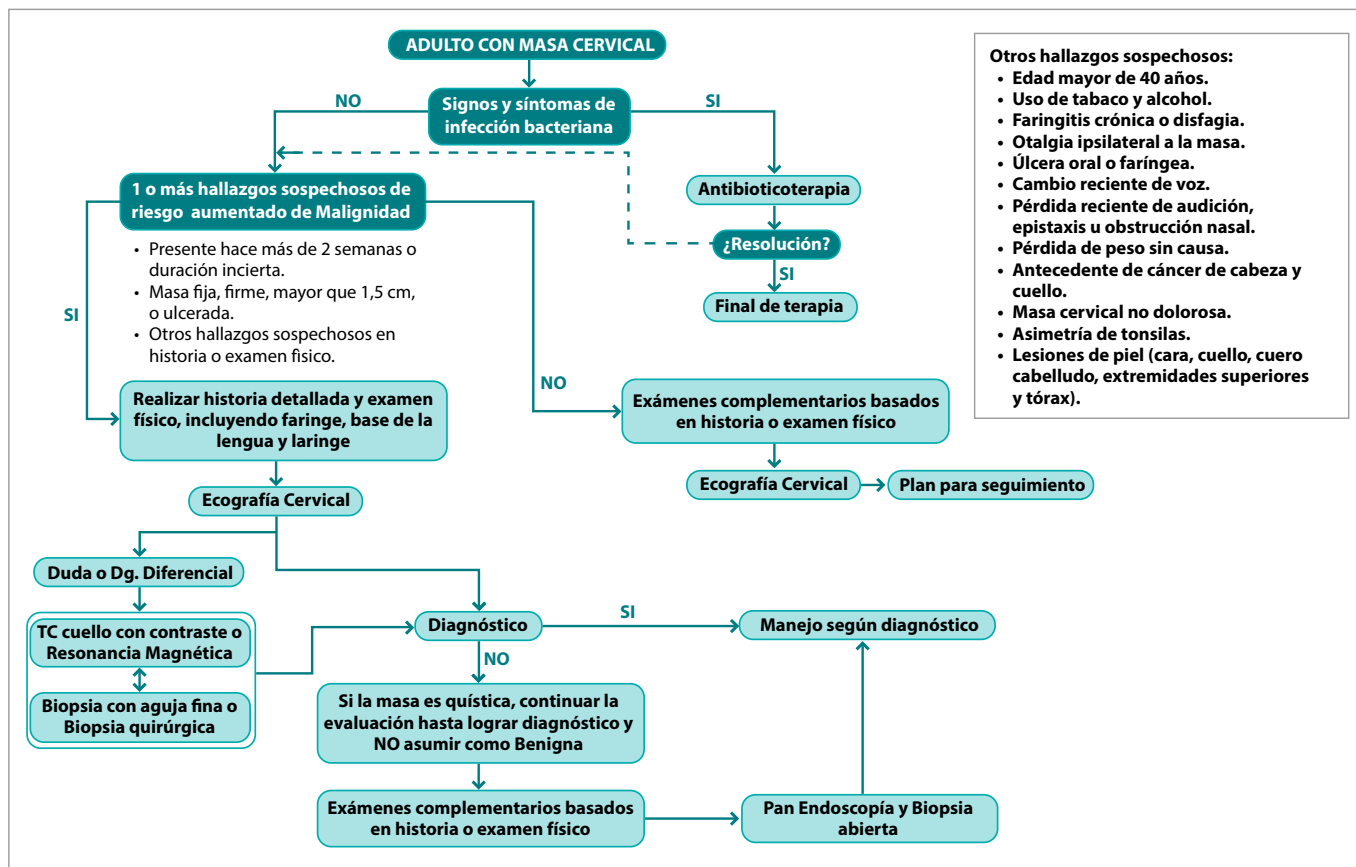 ADULTO CON MASA CERVICAL
NO
Signos y síntomas de
infección bacteriana
SI
1 o más hallazgos sospechosos de
riesgo aumentado de Malignidad
• Presente hace más de 2 semanas o
duración incierta.
• Masa fija, firme, mayor que 1,5 cm,
o ulcerada.
• Otros hallazgos sospechosos en
historia o examen fisico.
Antibioticoterapia
¿Resolución?
SI
Final de terapia
SI
NO
Realizar historia detallada y examen
físico, incluyendo faringe, base de la
lengua y laringe
Exámenes complementarios basados
en historia o examen físico
Ecografía Cervical
Ecografía Cervical
Plan para seguimiento
Duda o Dg. Diferencial
TC cuello con contraste o
Resonancia Magnética
Biopsia con aguja fina o
Biopsia quirúrgica
Diagnóstico
SI
Manejo según diagnóstico
NO
Si la masa es quística, continuar la
evaluación hasta lograr diagnóstico y
NO asumir como Benigna
Exámenes complementarios basados
en historia o examen físico
Pan Endoscopía y Biopsia
abierta
Otros hallazgos sospechosos:
• Edad mayor de 40 años.
• Uso de tabaco y alcohol.
• Faringitis crónica o disfagia.
• Otalgia ipsilateral a la masa.
• Úlcera oral o faríngea.
• Cambio reciente de voz.
• Pérdida reciente de audición,
epistaxis u obstrucción nasal.
• Pérdida de peso sin causa.
• Antecedente de cáncer de cabeza y
cuello.
• Masa cervical no dolorosa.
• Asimetría de tonsilas.
• Lesiones de piel (cara, cuello, cuero
cabelludo, extremidades superiores
y tórax).